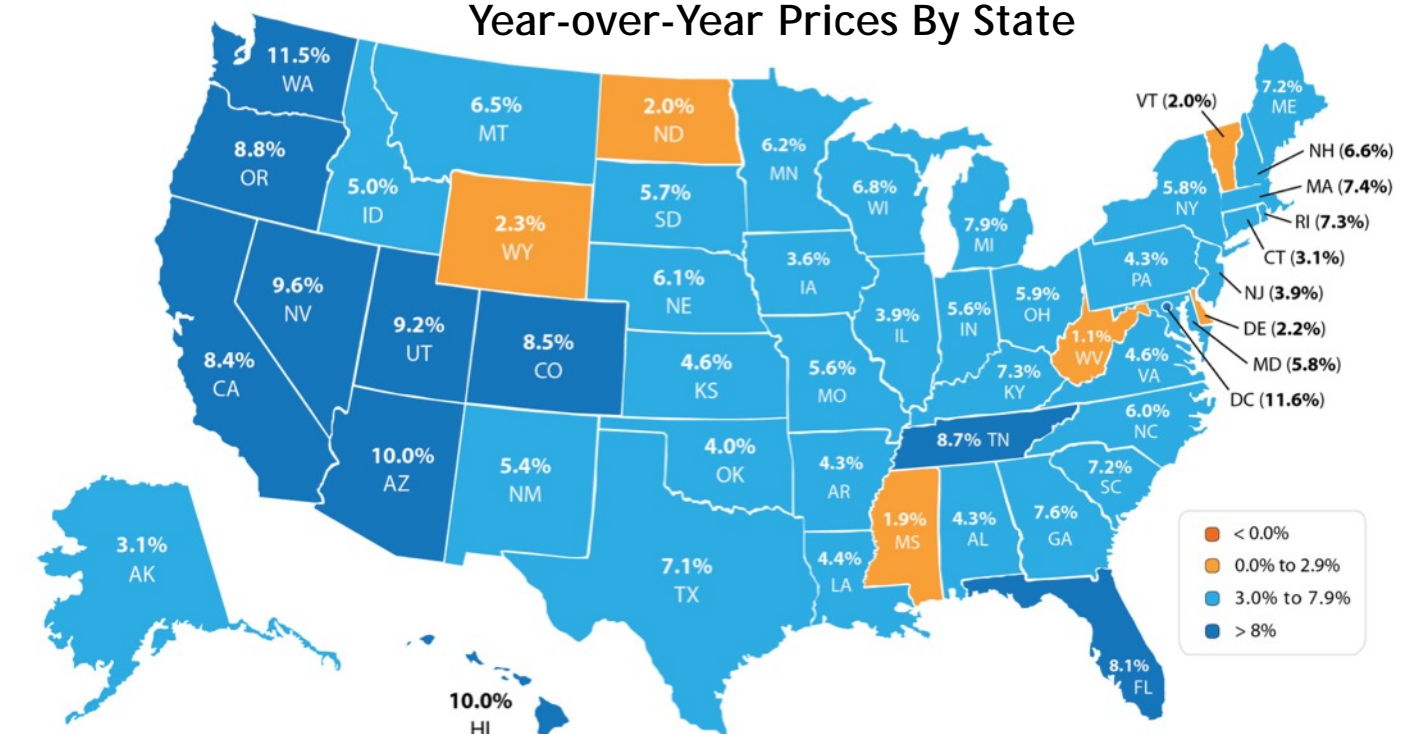 Year-over-Year Prices By State
11.5%
WA
8.8%
OR
8.4%
CA
9.6%
NV
5.0%
ID
6.5%
MT
2.3%
WY
9.2%
UT
8.5%
CO
10.0%
AZ
5.4%
NM
2.0%
ND
5.7%
SD
6.1%
NE
4.6%
KS
4.0%
OK
7.1%
TX
6.2%
MN
3.6%
IA
5.6%
MO
4.3%
AR
4.4%
LA
6.8%
WI
3.9%
IL
7.9%
MI
5.6%
IN
5.9%
OH
7.3%
KY
8.7% TN
1.9%
MS
4.3%
AL
7.6%
GA
8.1%
FL
7.2%
SC
6.0%
NC
4.6%
VA
1.1%
WV
4.3%
PA
5.8%
NY
7.2%
ME
VT (2.0%)
NH (6.6%)
MA (7.4%)
RI (7.3%)
CT (3.1%)
NJ (3.9%)
DE (2.2%)
MD (5.8%)
DC (11.6%)
3.1%
AK
10.0%
HI
< 0.0%
0.0% to 2.9%
3.0% to 7.9%
> 8%